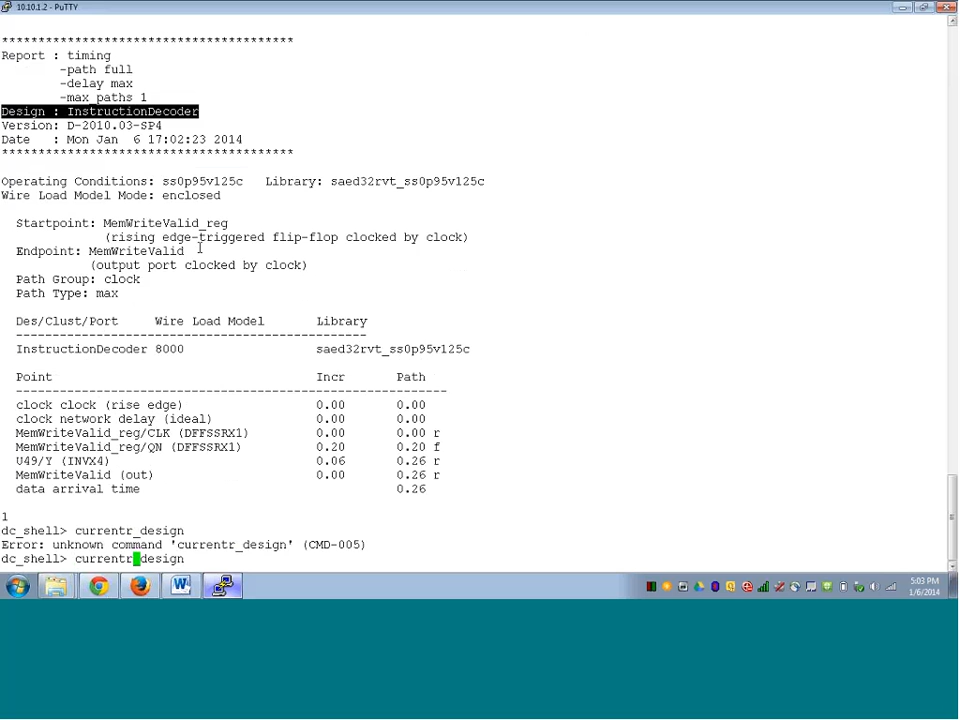 10.10.1.2 - PuTTY
****************************************
Report : timing
-path full
-delay max
-max_paths 1
Design : InstructionDecoder
Version: D-2010.03-SP4
Date   : Mon Jan  6 17:02:23 2014
****************************************
Operating Conditions: ss0p95v125c   Library: saed32rvt_ss0p95v125c
Wire Load Model Mode: enclosed
Startpoint: MemWriteValid_reg
(rising edge-triggered flip-flop clocked by clock)
Endpoint: MemWriteValid
(output port clocked by clock)
Path Group: clock
Path Type: max
Des/Clust/Port     Wire Load Model       Library
------------------------------------------------
InstructionDecoder 8000                  saed32rvt_ss0p95v125c
Point                                    Incr       Path
-----------------------------------------------------------
clock clock (rise edge)                  0.00       0.00
clock network delay (ideal)              0.00       0.00
MemWriteValid_reg/CLK (DFFSSRX1)         0.00       0.00 r
MemWriteValid_reg/QN (DFFSSRX1)          0.20       0.20 f
U49/Y (INVX4)                            0.06       0.26 r
MemWriteValid (out)                      0.00       0.26 r
data arrival time                                   0.26
1
dc_shell> currentr_design
Error: unknown command 'currentr_design' (CMD-005)
dc_shell> currentr_design
5:03 PM
1/6/2014